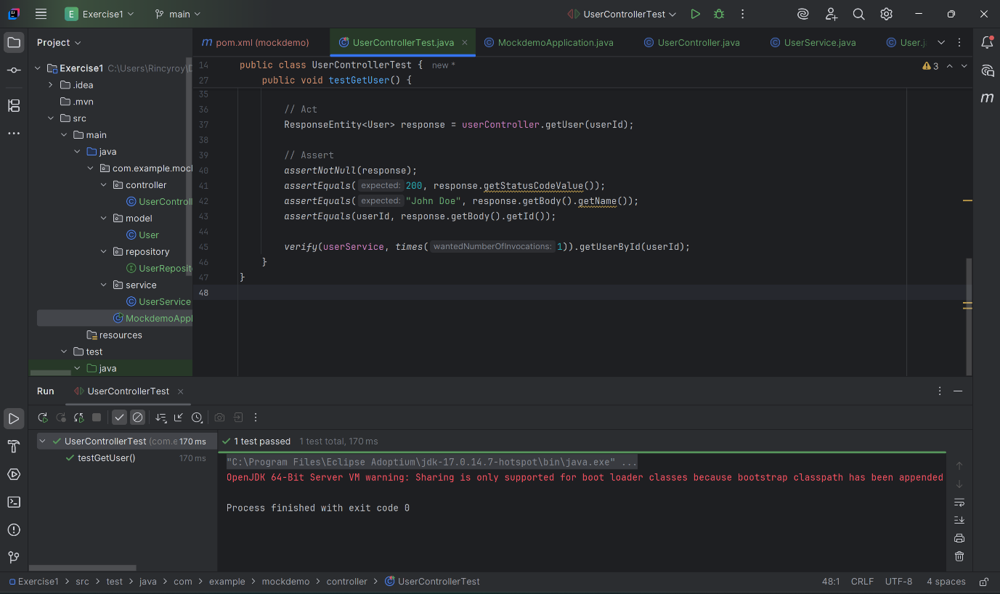 E Exercise1 main UserControllerTest
Project
m pom.xml (mockdemo) UserControllerTest.java MockdemoApplication.java UserController.java UserService.java User.j
Exercise1 C:\Users\Rincyroy\D
.idea
.mvn
src
main
java
com.example.moc
controller
UserControl
model
User
repository
UserReposit
service
UserService
MockdemoAppl
resources
test
java
14 public class UserControllerTest { new *
27 public void testGetUser() {
3
m
35
36 // Act
37 ResponseEntity<User> response = userController.getUser(userId);
38
39 // Assert
40 assertNotNull(response);
41 assertEquals( expected: 200, response.getStatusCodeValue());
42 assertEquals( expected: "John Doe", response.getBody().getName());
43 assertEquals(userId, response.getBody().getId());
44
45 verify(userService, times( wantedNumberOfInvocations: 1)).getUserById(userId);
46 }
47 }
48
Run UserControllerTest
UserControllerTest (com.e 170 ms
testGetUser() 170 ms
1 test passed 1 test total, 170 ms
"C:\Program Files\Eclipse Adoptium\jdk-17.0.14.7-hotspot\bin\java.exe" ...
OpenJDK 64-Bit Server VM warning: Sharing is only supported for boot loader classes because bootstrap classpath has been appended
Process finished with exit code 0
Exercise1 > src > test > java > com > example > mockdemo > controller > UserControllerTest
48:1 CRLF UTF-8 4 spaces